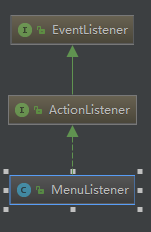 I EventListener
I ActionListener
C MenuListener